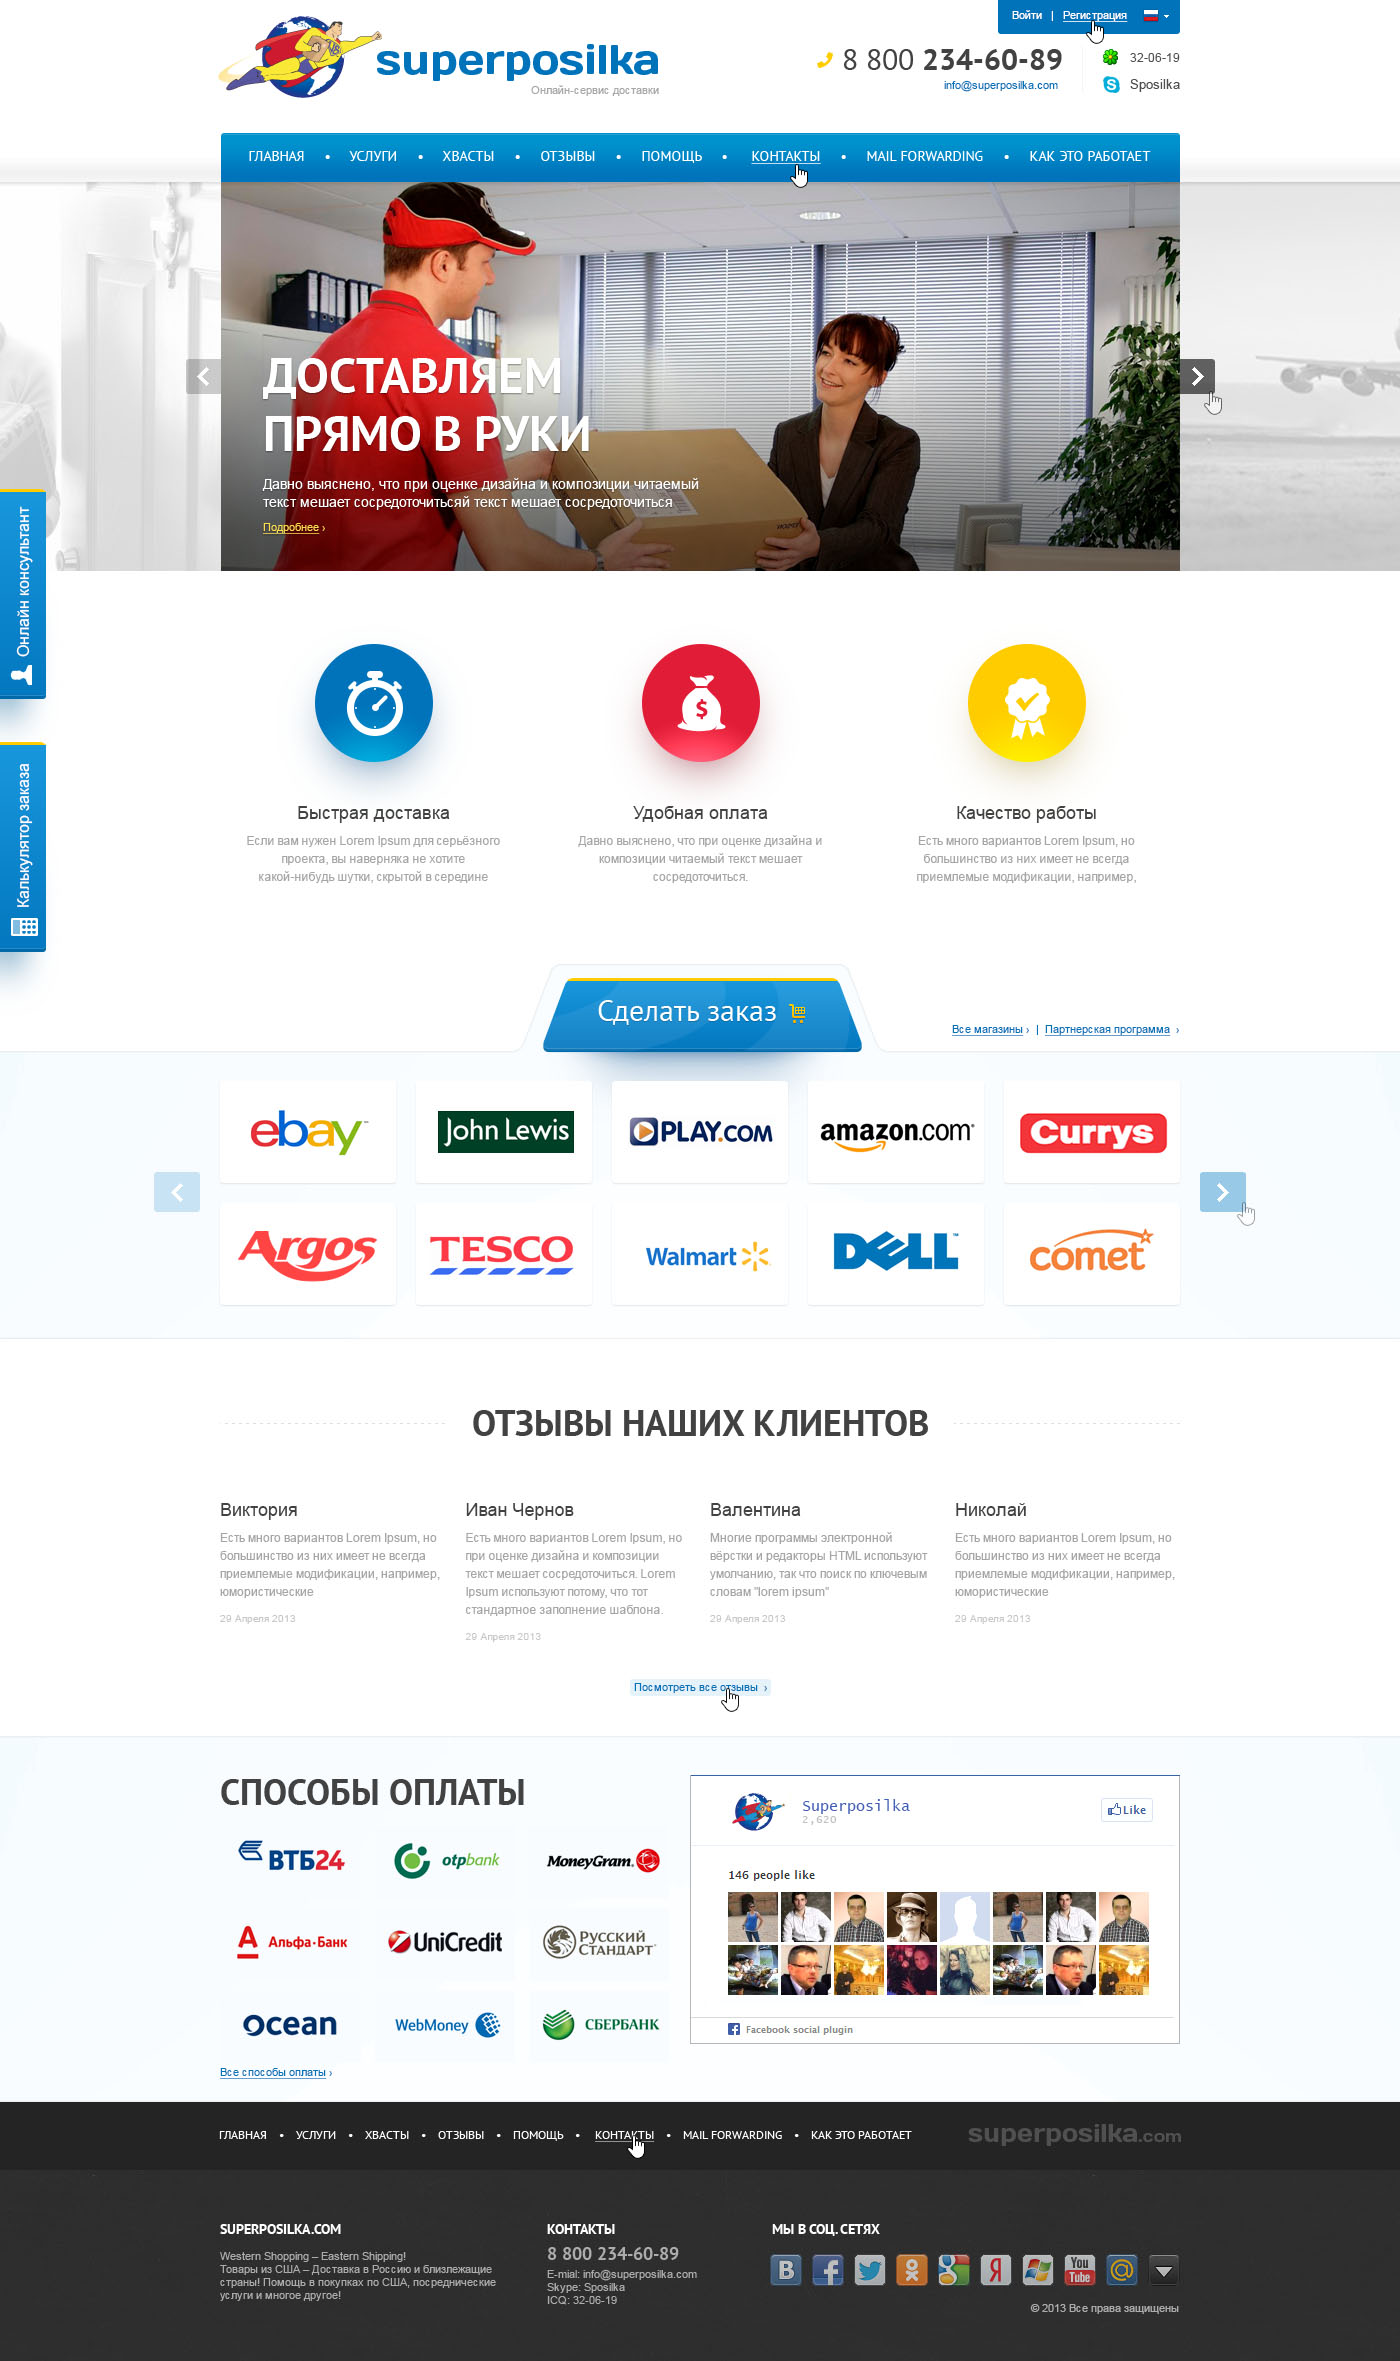 Войти | Регистрация
superposilka
Онлайн-сервис доставки
8 800 234-60-89
info@superposilka.com
32-06-19
Sposilka
ГЛАВНАЯ • УСЛУГИ • ХВАСТЫ • ОТЗЫВЫ • ПОМОЩЬ • КОНТАКТЫ • MAIL FORWARDING • КАК ЭТО РАБОТАЕТ
ДОСТАВЛЯЕМ
ПРЯМО В РУКИ
Давно выяснено, что при оценке дизайна и композиции читаемый
текст мешает сосредоточитьсяй текст мешает сосредоточиться
Подробнее ›
Онлайн консультант
Калькулятор заказа
Быстрая доставка
Если вам нужен Lorem Ipsum для серьёзного
проекта, вы наверняка не хотите
какой-нибудь шутки, скрытой в середине
Удобная оплата
Давно выяснено, что при оценке дизайна и
композиции читаемый текст мешает
сосредоточиться.
Качество работы
Есть много вариантов Lorem Ipsum, но
большинство из них имеет не всегда
приемлемые модификации, например,
Сделать заказ
Все магазины › | Партнерская программа ›
ebay™
John Lewis
PLAY.COM
amazon.com
Currys
Argos
TESCO
Walmart
DELL™
comet
ОТЗЫВЫ НАШИХ КЛИЕНТОВ
Виктория
Есть много вариантов Lorem Ipsum, но
большинство из них имеет не всегда
приемлемые модификации, например,
юмористические
29 Апреля 2013
Иван Чернов
Есть много вариантов Lorem Ipsum, но
при оценке дизайна и композиции
текст мешает сосредоточиться. Lorem
Ipsum используют потому, что тот
стандартное заполнение шаблона.
29 Апреля 2013
Валентина
Многие программы электронной
вёрстки и редакторы HTML используют
умолчанию, так что поиск по ключевым
словам "lorem ipsum"
29 Апреля 2013
Николай
Есть много вариантов Lorem Ipsum, но
большинство из них имеет не всегда
приемлемые модификации, например,
юмористические
29 Апреля 2013
Посмотреть все отзывы ›
СПОСОБЫ ОПЛАТЫ
ВТБ24
otpbank
MoneyGram.
Альфа·Банк
UniCredit
РУССКИЙ
СТАНДАРТ
ocean
WebMoney
СБЕРБАНК
Все способы оплаты ›
Superposilka
2,620
Like
146 people like
Facebook social plugin
ГЛАВНАЯ • УСЛУГИ • ХВАСТЫ • ОТЗЫВЫ • ПОМОЩЬ • КОНТАКТЫ • MAIL FORWARDING • КАК ЭТО РАБОТАЕТ
superposilka.com
SUPERPOSILKA.COM
Western Shopping – Eastern Shipping!
Товары из США – Доставка в Россию и близлежащие
страны! Помощь в покупках по США, посреднические
услуги и многое другое!
КОНТАКТЫ
8 800 234-60-89
E-mial: info@superposilka.com
Skype: Sposilka
ICQ: 32-06-19
МЫ В СОЦ. СЕТЯХ
You
Tube
© 2013 Все права защищены